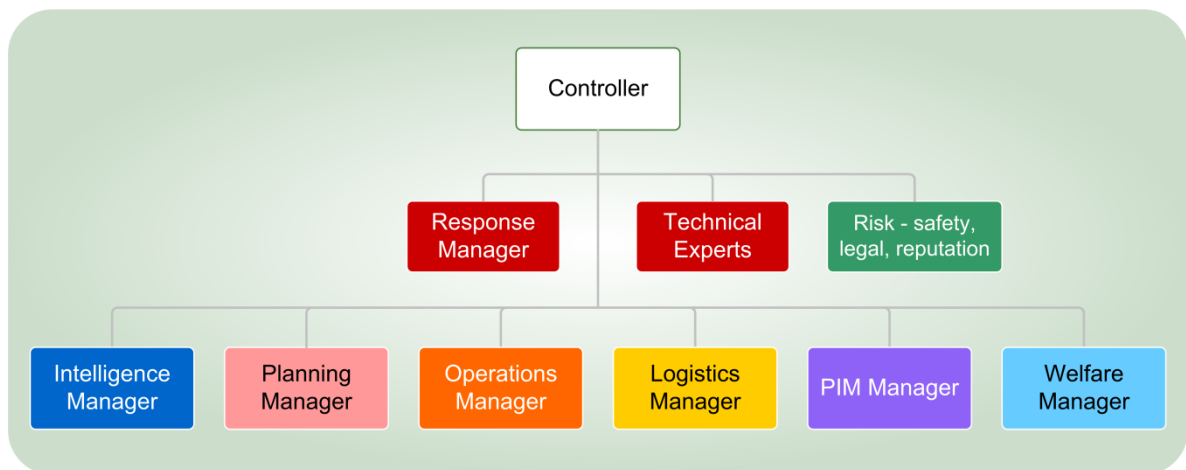 Controller
Response
Manager
Technical
Experts
Risk - safety,
legal, reputation
Intelligence
Manager
Planning
Manager
Operations
Manager
Logistics
Manager
PIM Manager
Welfare
Manager